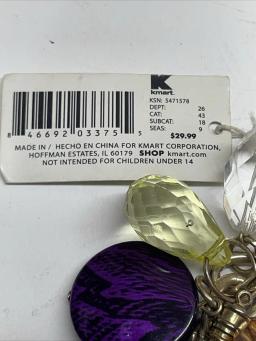 K
kmart.
KSN: 5471578
DEPT: 26
CAT: 43
SUBCAT: 18
SEAS: 9
$29.99
8 46692 03375 5
MADE IN / HECHO EN CHINA FOR KMART CORPORATION,
HOFFMAN ESTATES, IL 60179 SHOP kmart.com
NOT INTENDED FOR CHILDREN UNDER 14